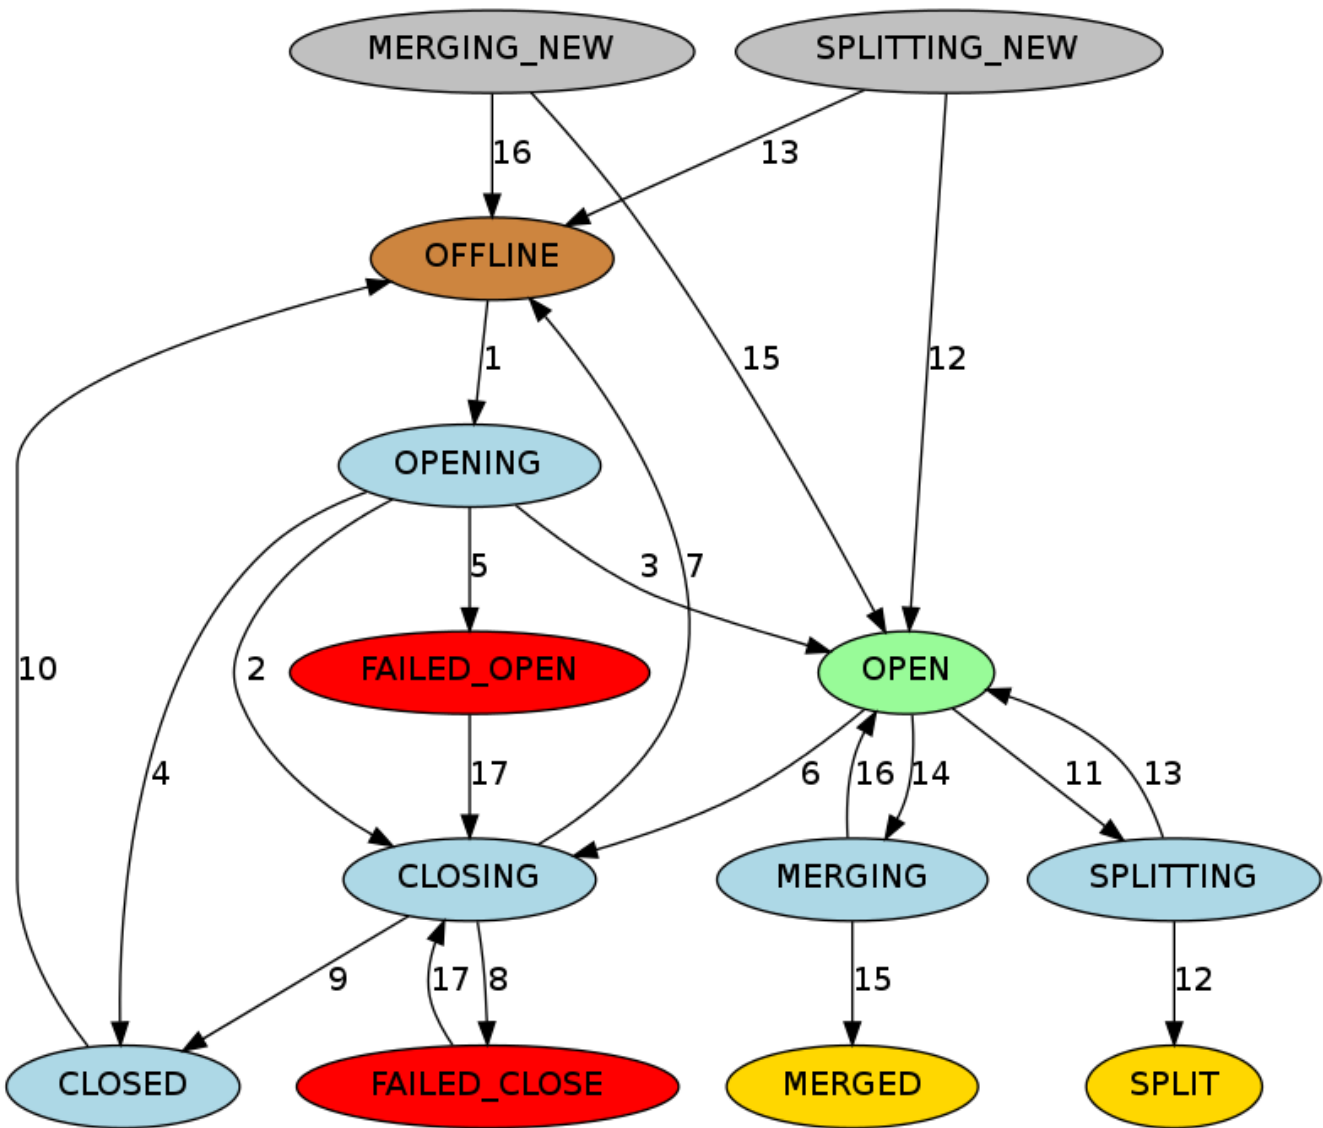 MERGING_NEW
SPLITTING_NEW
16
13
OFFLINE
1
15
12
OPENING
5
3
7
10
2
FAILED_OPEN
OPEN
4
17
6
16
14
11
13
CLOSING
MERGING
SPLITTING
9
17
8
15
12
CLOSED
FAILED_CLOSE
MERGED
SPLIT